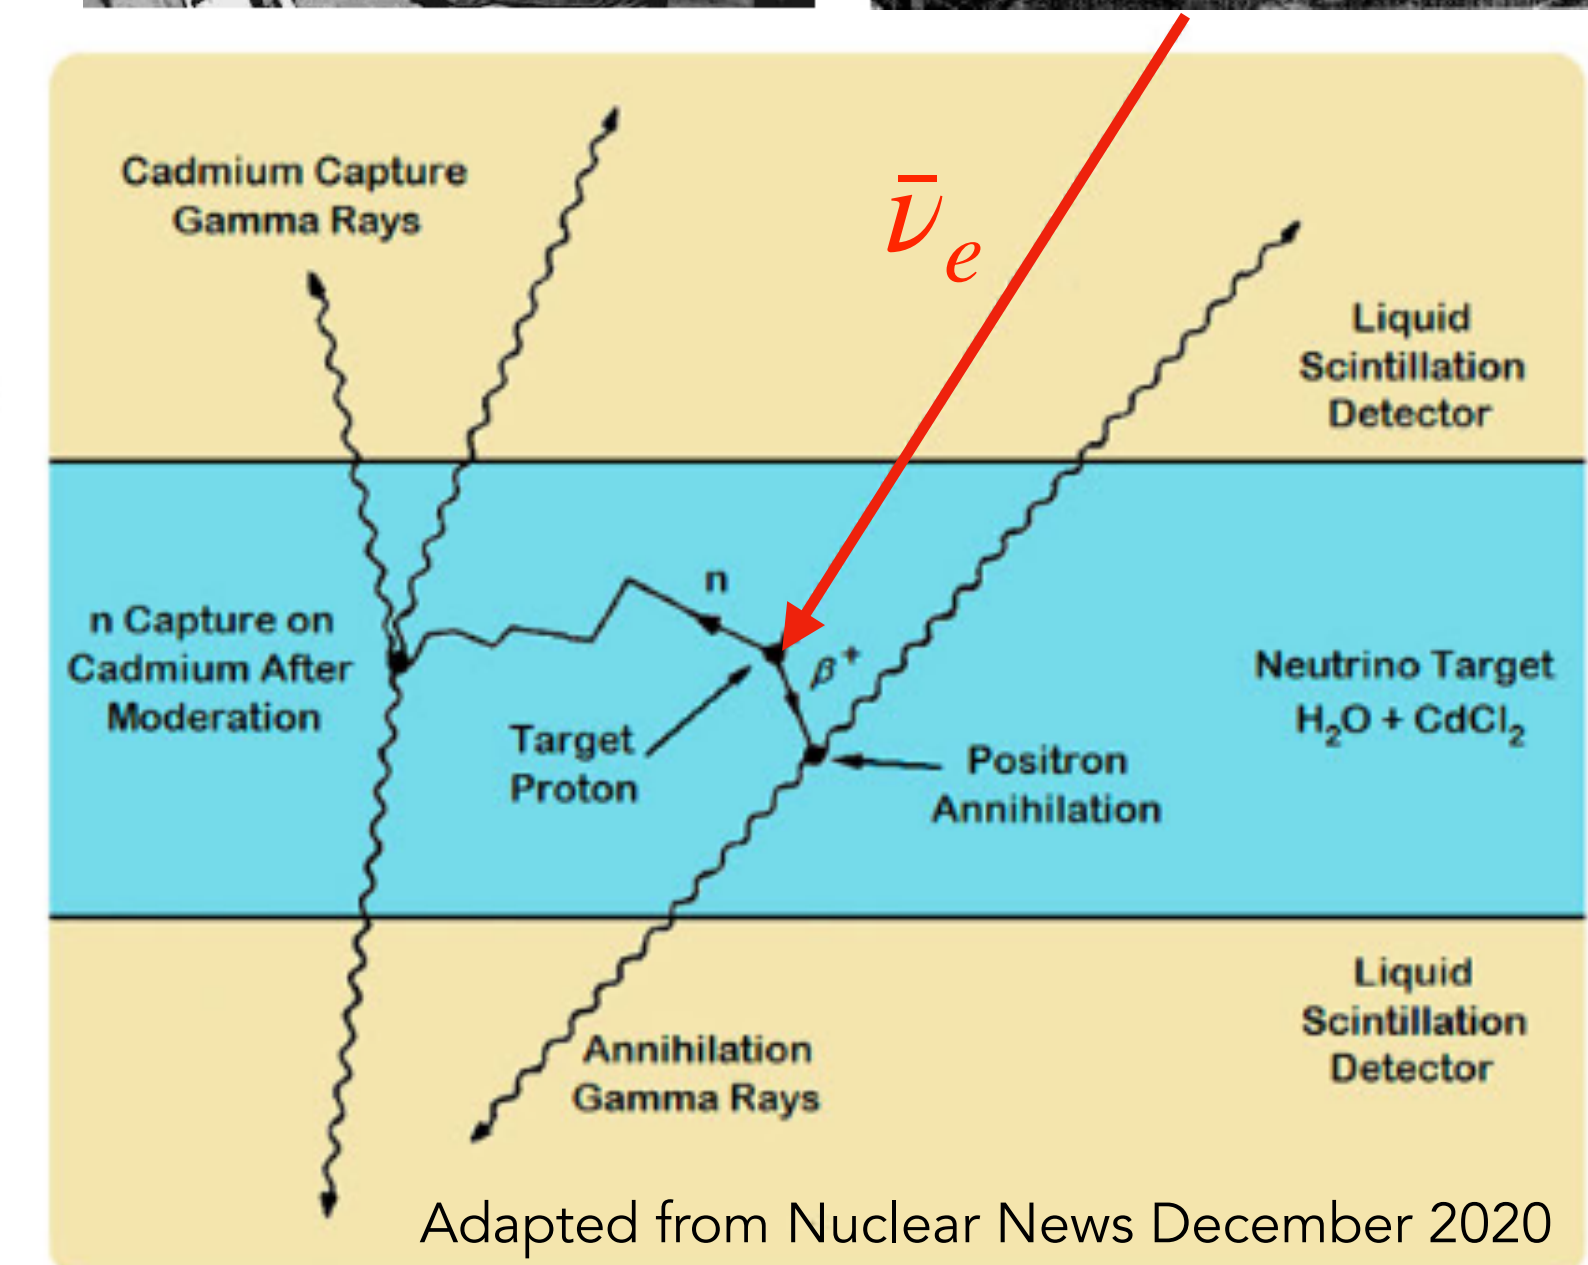 Cadmium Capture
Gamma Rays
ν̄e
Liquid
Scintillation
Detector
n
n Capture on
Cadmium After
Moderation
β+
Target
Proton
Positron
Annihilation
Neutrino Target
H2O + CdCl2
Annihilation
Gamma Rays
Liquid
Scintillation
Detector
Adapted from Nuclear News December 2020